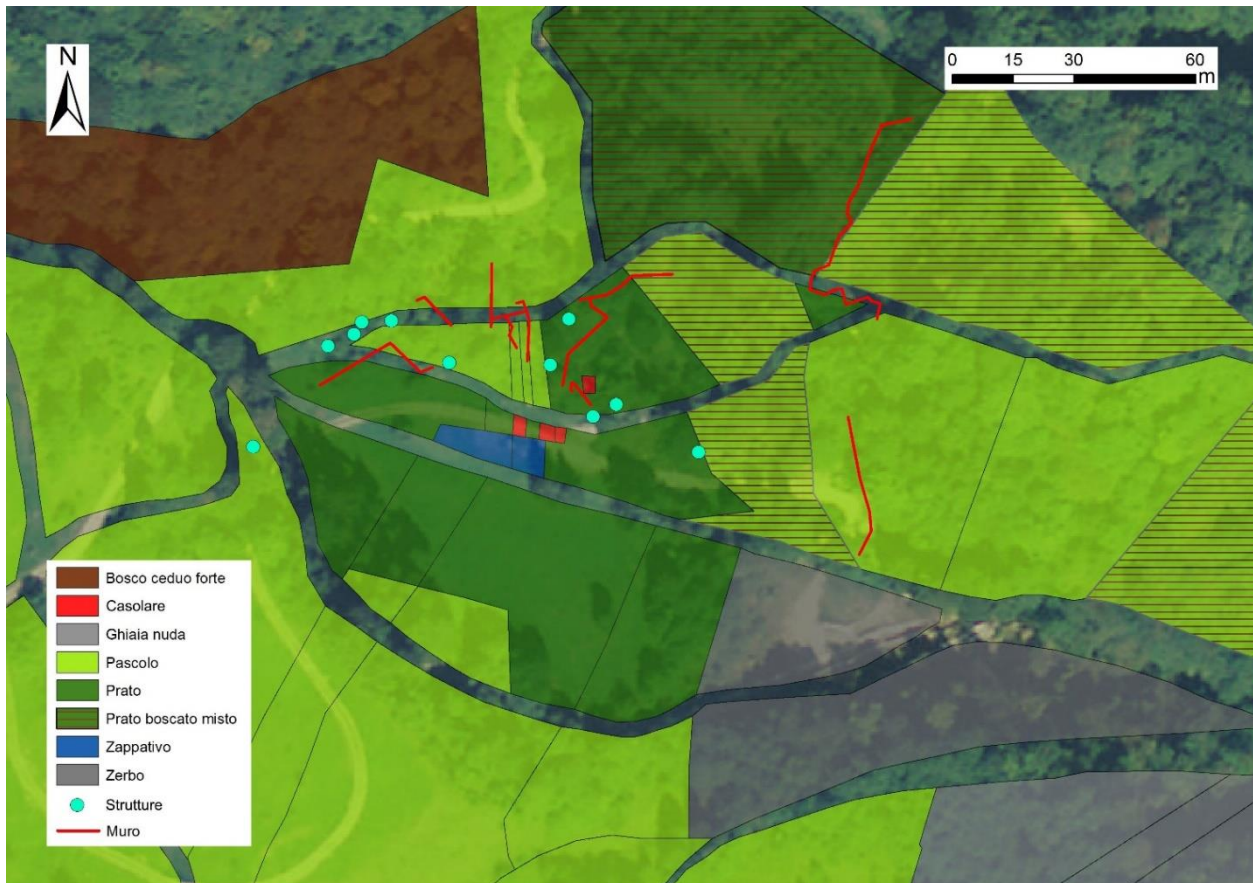 N
0 15 30 60
m
Bosco ceduo forte
Casolare
Ghiaia nuda
Pascolo
Prato
Prato boscato misto
Zappativo
Zerbo
Strutture
Muro